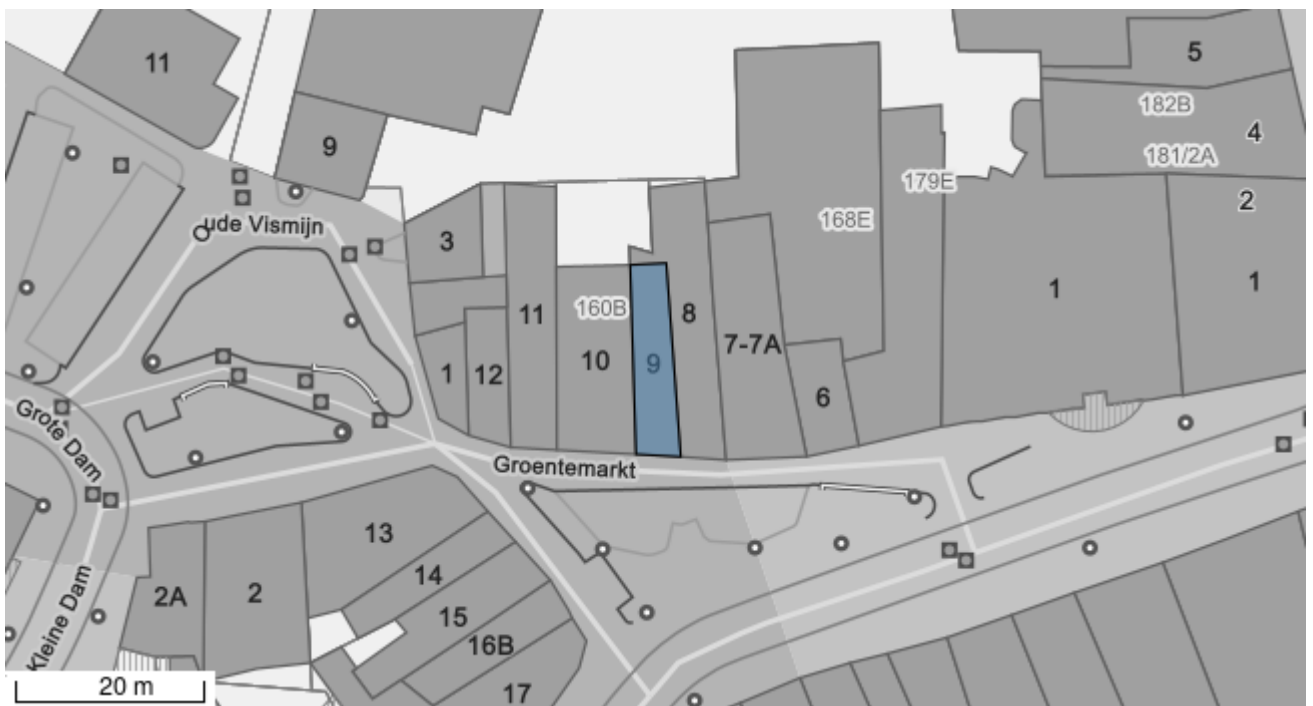 11
5
182B
4
9
181/2A
179E
2
Oude Vismijn
168E
3
1
1
160B
11
8
10
9
7-7A
1
12
6
Grote Dam
Groentemarkt
13
14
2A
2
15
16B
Kleine Dam
17
20 m